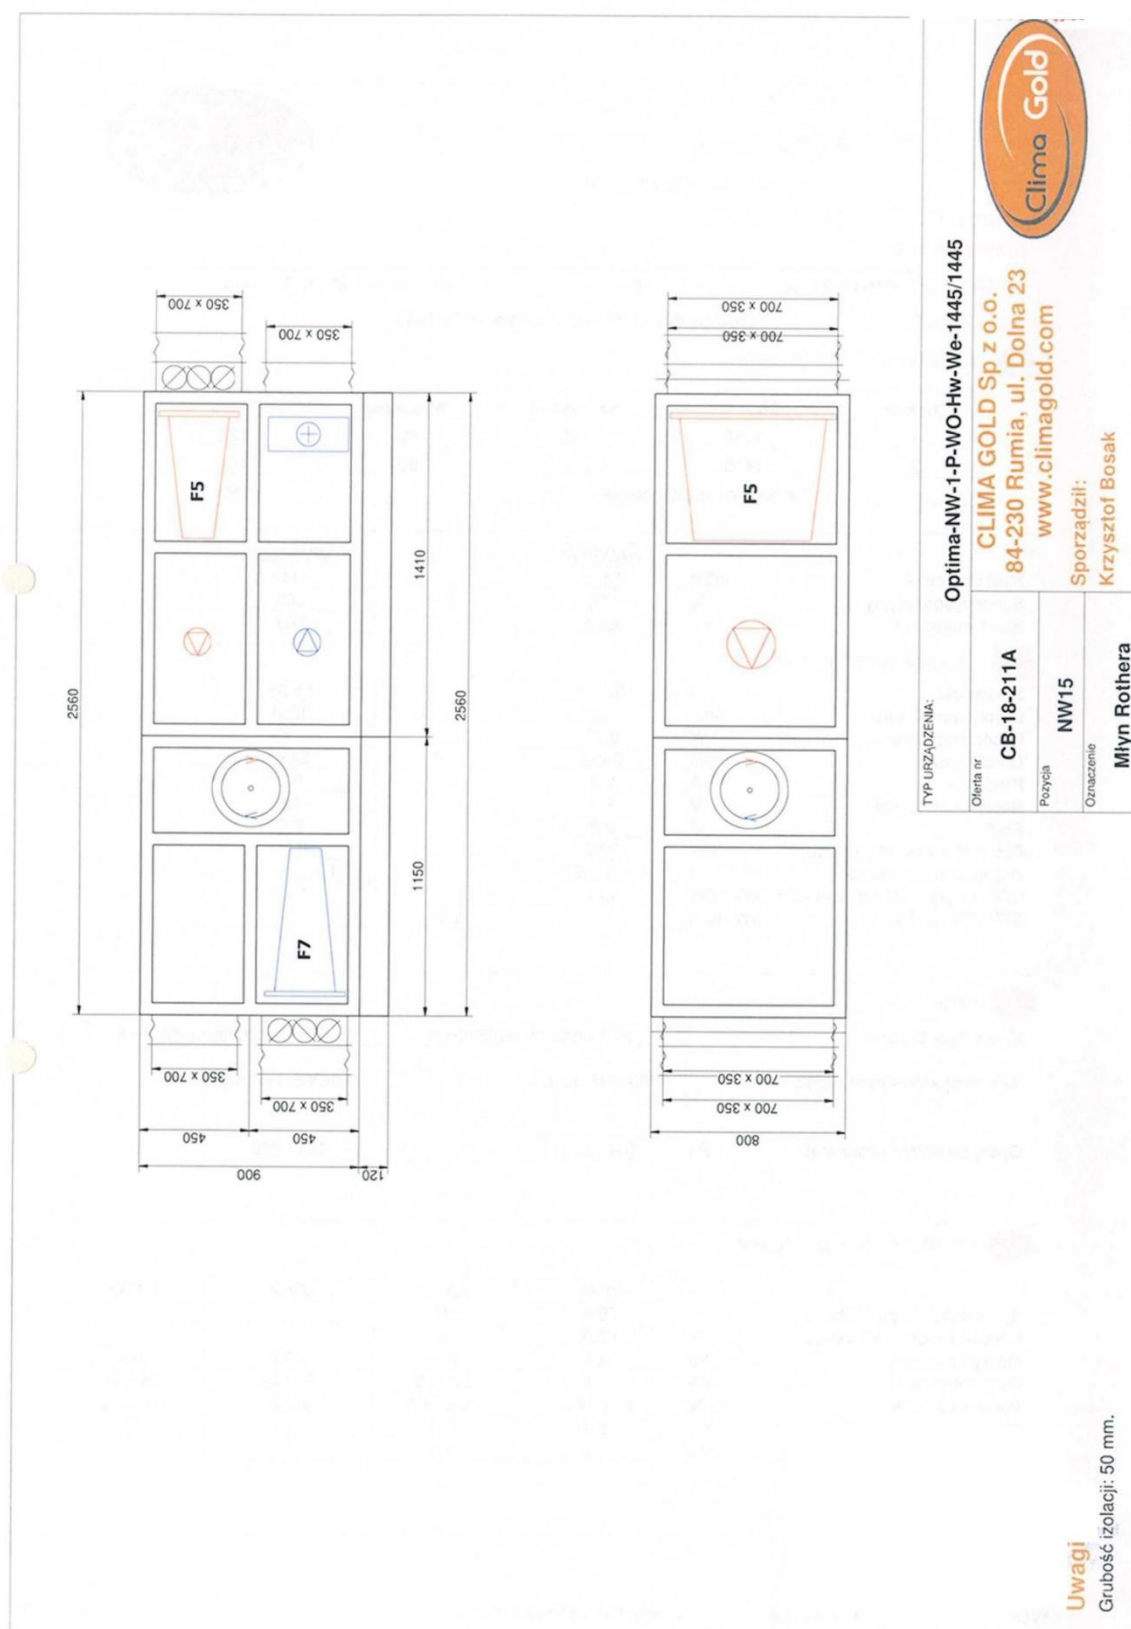 2560
350 x 700
350 x 700
F5
F7
450
450
900
120
350 x 700
350 x 700
1150
1410
2560
700 x 350
700 x 350
F5
800
700 x 350
700 x 350
TYP URZĄDZENIA:
Optima-NW-1-P-WO-Hw-We-1445/1445
Oferta nr
CB-18-211A
CLIMA GOLD Sp z o.o.
84-230 Rumia, ul. Dolna 23
www.climagold.com
Clima Gold
Pozycja
NW15
Sporządził:
Krzysztof Bosak
Oznaczenie
Młyn Rothera
Uwagi
Grubość izolacji: 50 mm.